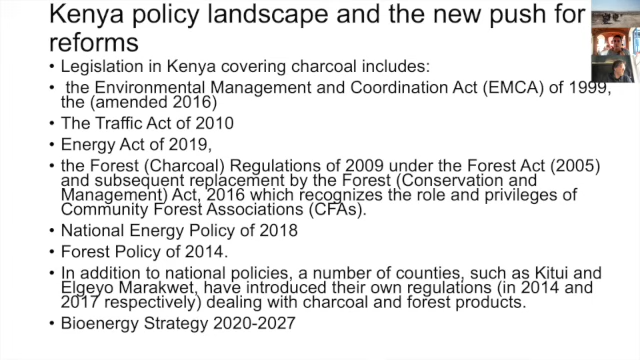 Kenya policy landscape and the new push for
reforms
• Legislation in Kenya covering charcoal includes:
•  the Environmental Management and Coordination Act (EMCA) of 1999,
the (amended 2016)
• The Traffic Act of 2010
• Energy Act of 2019,
• the Forest (Charcoal) Regulations of 2009 under the Forest Act (2005)
and subsequent replacement by the Forest (Conservation and
Management) Act, 2016 which recognizes the role and privileges of
Community Forest Associations (CFAs).
• National Energy Policy of 2018
• Forest Policy of 2014.
• In addition to national policies, a number of counties, such as Kitui and
Elgeyo Marakwet, have introduced their own regulations (in 2014 and
2017 respectively) dealing with charcoal and forest products.
• Bioenergy Strategy 2020-2027